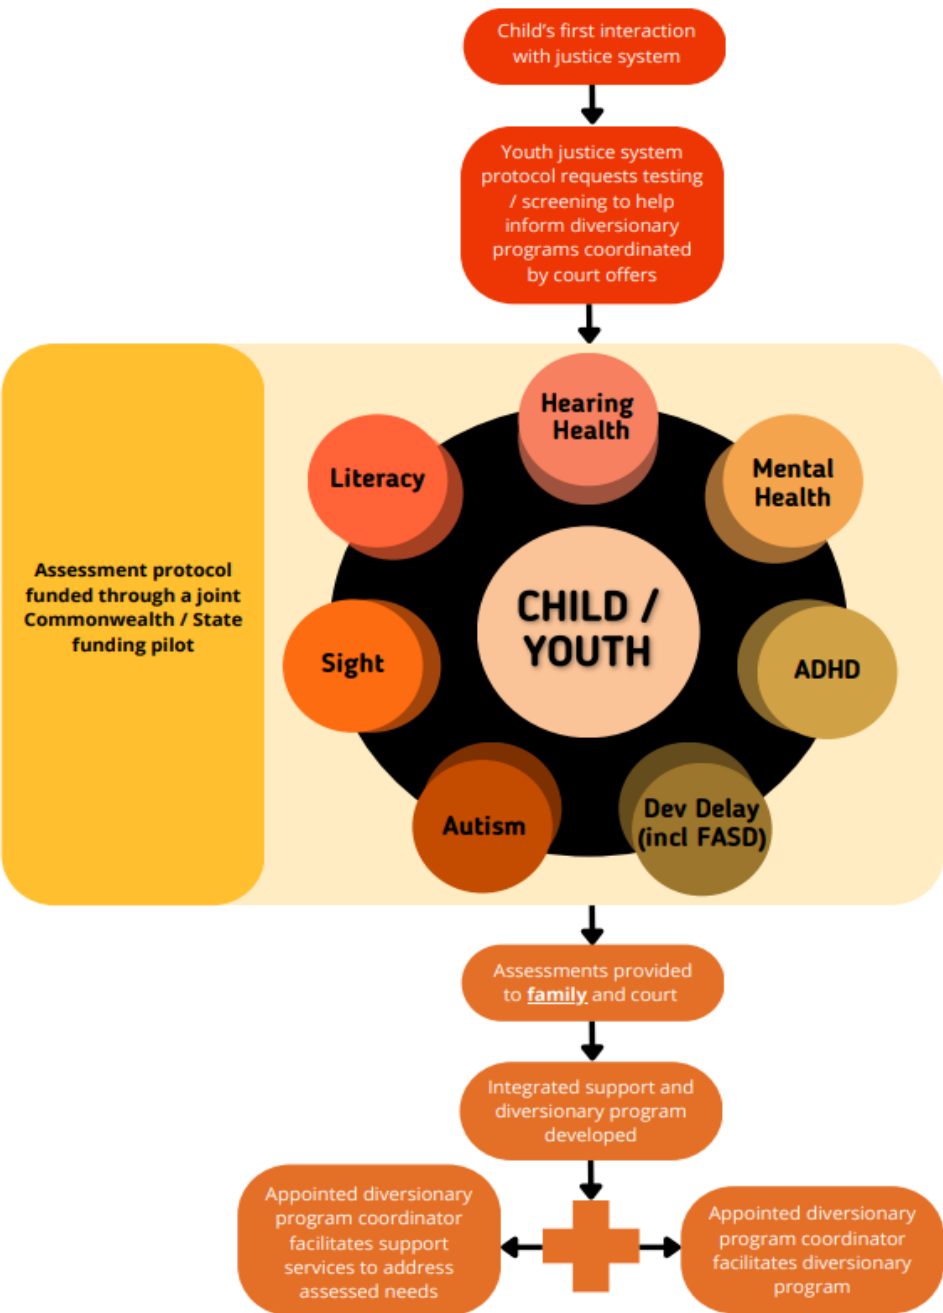 Child's first interaction
with justice system
Youth justice system
protocol requests testing
/ screening to help
inform diversionary
programs coordinated
by court offers
Assessment protocol
funded through a joint
Commonwealth / State
funding pilot
Hearing
Health
Literacy
Mental
Health
CHILD /
YOUTH
Sight
ADHD
Autism
Dev Delay
(incl FASD)
Assessments provided
to family and court
Integrated support and
diversionary program
developed
Appointed diversionary
program coordinator
facilitates support
services to address
assessed needs
Appointed diversionary
program coordinator
facilitates diversionary
program